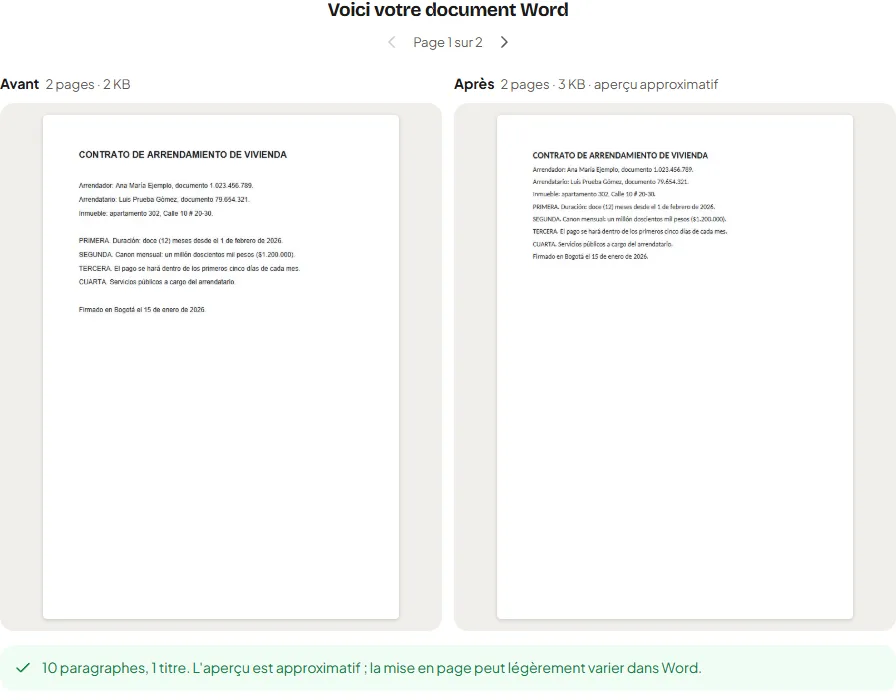 Voici votre document Word
Page 1 sur 2
Avant 2 pages · 2 KB
CONTRATO DE ARRENDAMIENTO DE VIVIENDA
Arrendador: Ana María Ejemplo, documento 1.023.456.789.
Arrendatario: Luis Prueba Gómez, documento 79.654.321.
Inmueble: apartamento 302, Calle 10 # 20-30.
PRIMERA. Duración: doce (12) meses desde el 1 de febrero de 2026.
SEGUNDA. Canon mensual: un millón doscientos mil pesos ($1.200.000).
TERCERA. El pago se hará dentro de los primeros cinco días de cada mes.
CUARTA. Servicios públicos a cargo del arrendatario.
Firmado en Bogotá el 15 de enero de 2026.
Après 2 pages · 3 KB · aperçu approximatif
CONTRATO DE ARRENDAMIENTO DE VIVIENDA
Arrendador: Ana María Ejemplo, documento 1.023.456.789.
Arrendatario: Luis Prueba Gómez, documento 79.654.321.
Inmueble: apartamento 302, Calle 10 # 20-30.
PRIMERA. Duración: doce (12) meses desde el 1 de febrero de 2026.
SEGUNDA. Canon mensual: un millón doscientos mil pesos ($1.200.000).
TERCERA. El pago se hará dentro de los primeros cinco días de cada mes.
CUARTA. Servicios públicos a cargo del arrendatario.
Firmado en Bogotá el 15 de enero de 2026.
10 paragraphes, 1 titre. L'aperçu est approximatif ; la mise en page peut légèrement varier dans Word.